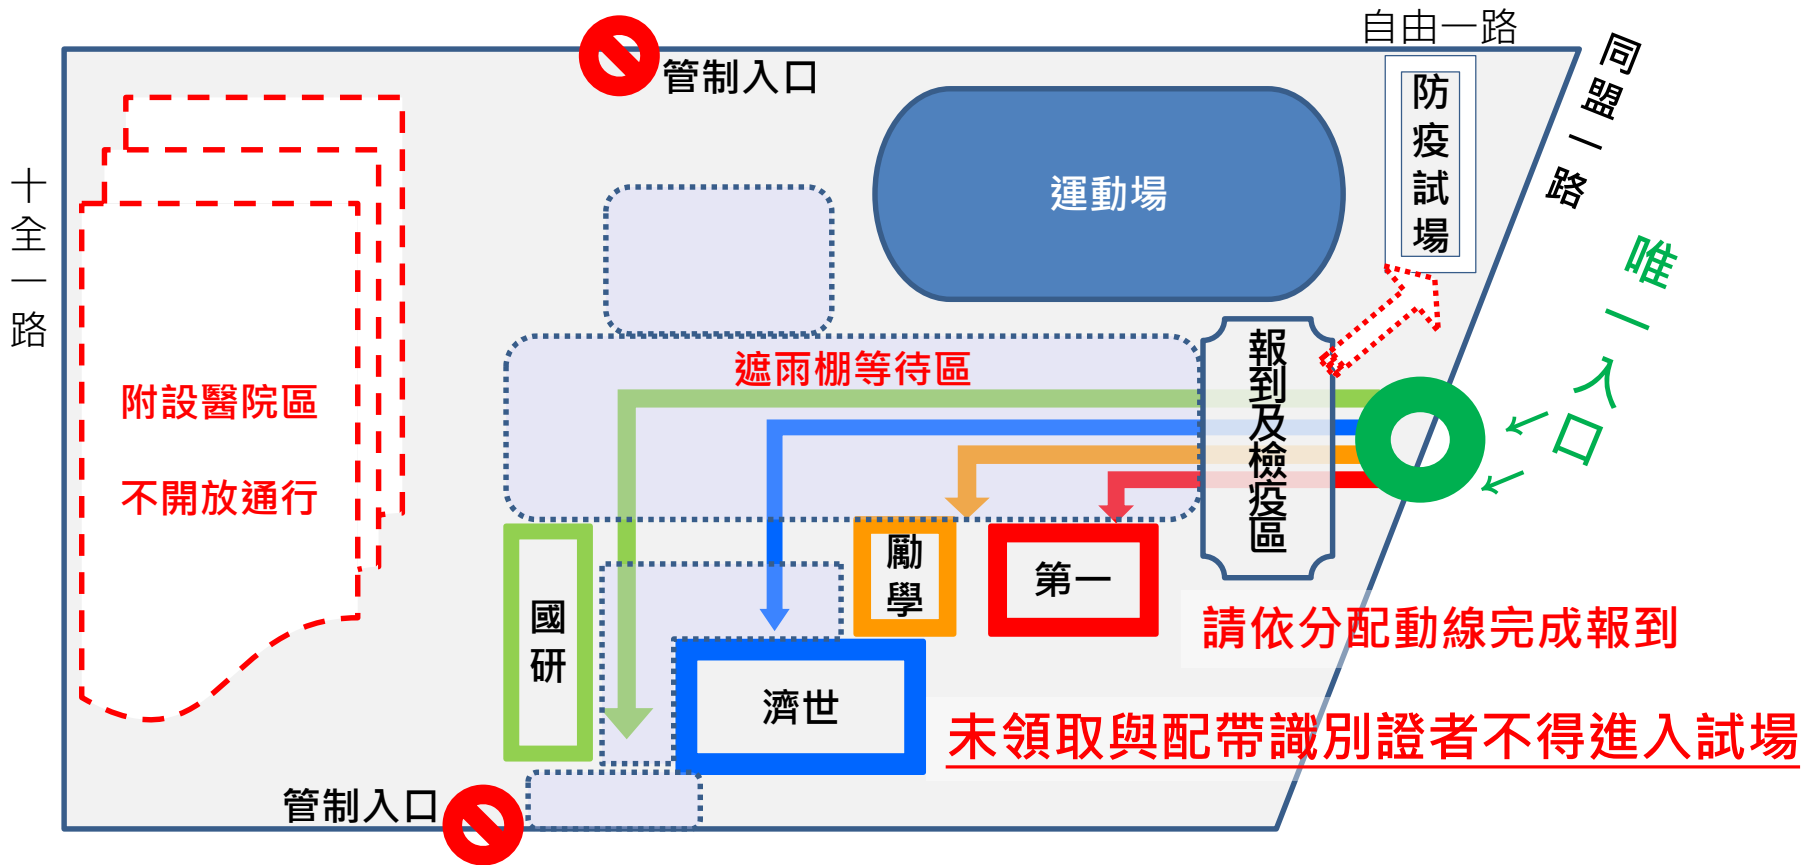 自由一路
同盟一路
管制入口
防疫試場
運動場
十全一路
唯一入口
報到及檢疫區
遮雨棚等待區
附設醫院區
不開放通行
勵學
第一
國研
濟世
請依分配動線完成報到
未領取與配帶識別證者不得進入試場
管制入口